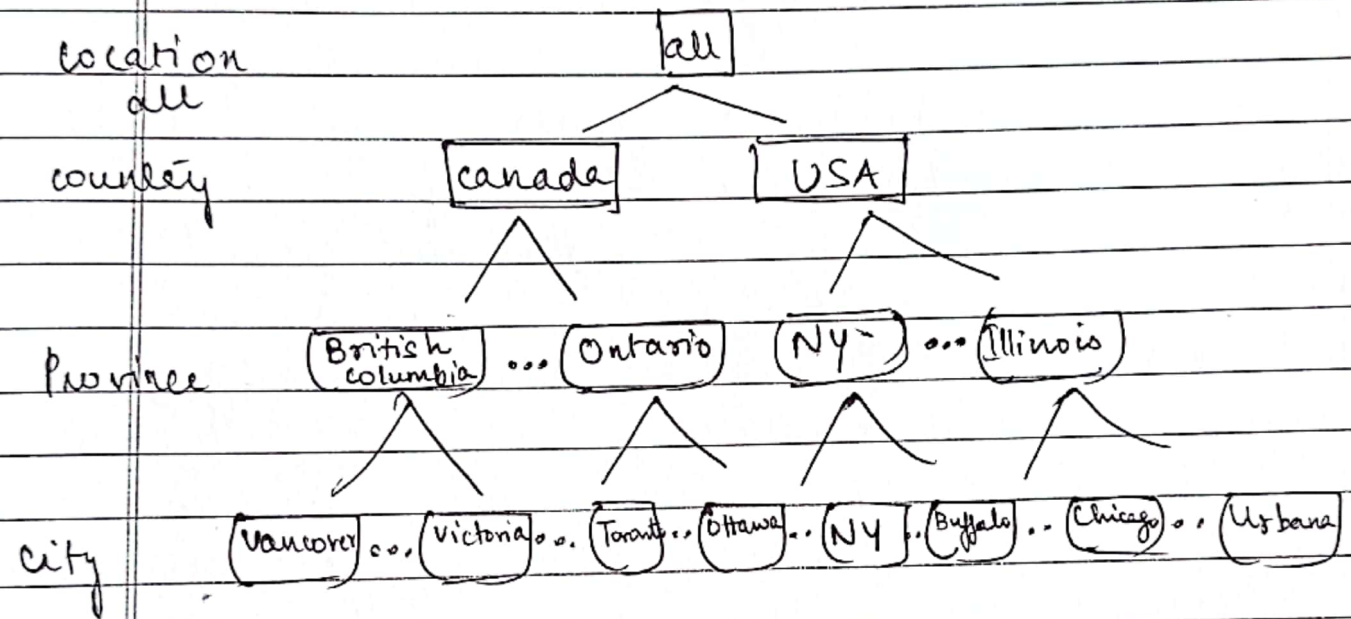 location all
all
country canada USA
British columbia ... Ontario NY ... Illinois
Province
city Vancover ... Victoria ... Toront .. Ottawa .. NY .. Buffalo .. Chicago .. Urbana